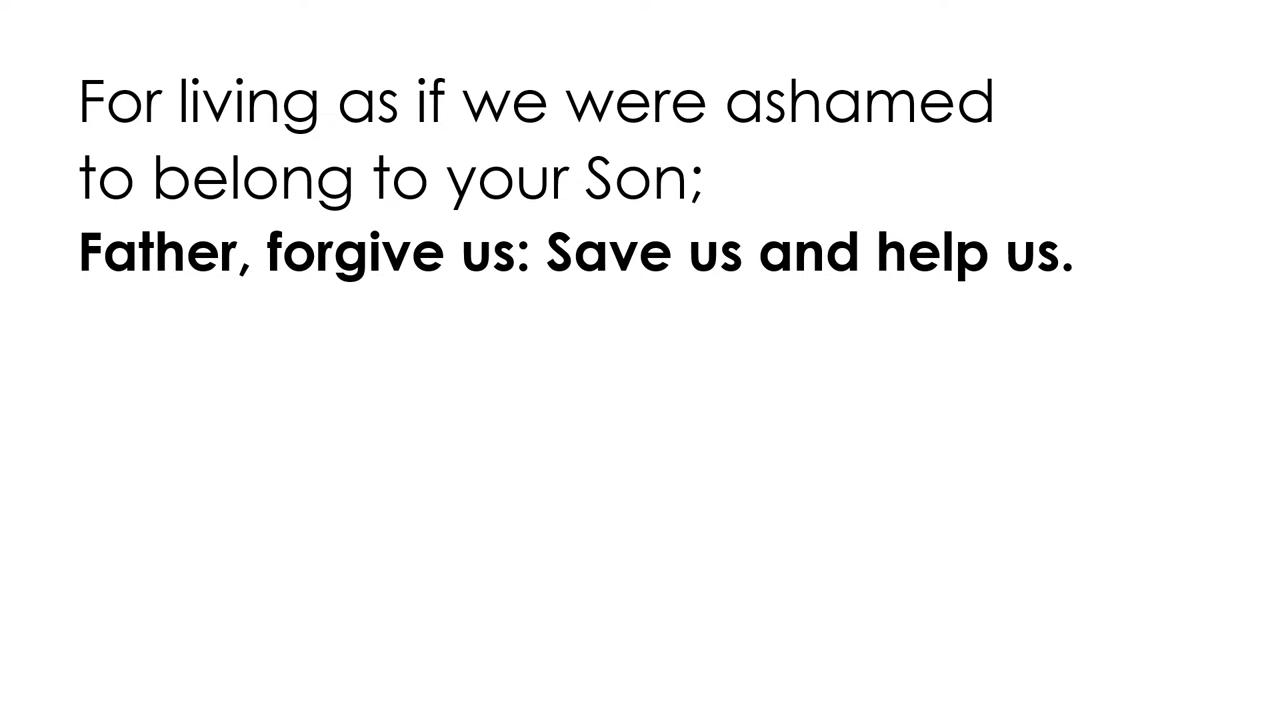 For living as if we were ashamed
to belong to your Son;
Father, forgive us: Save us and help us.